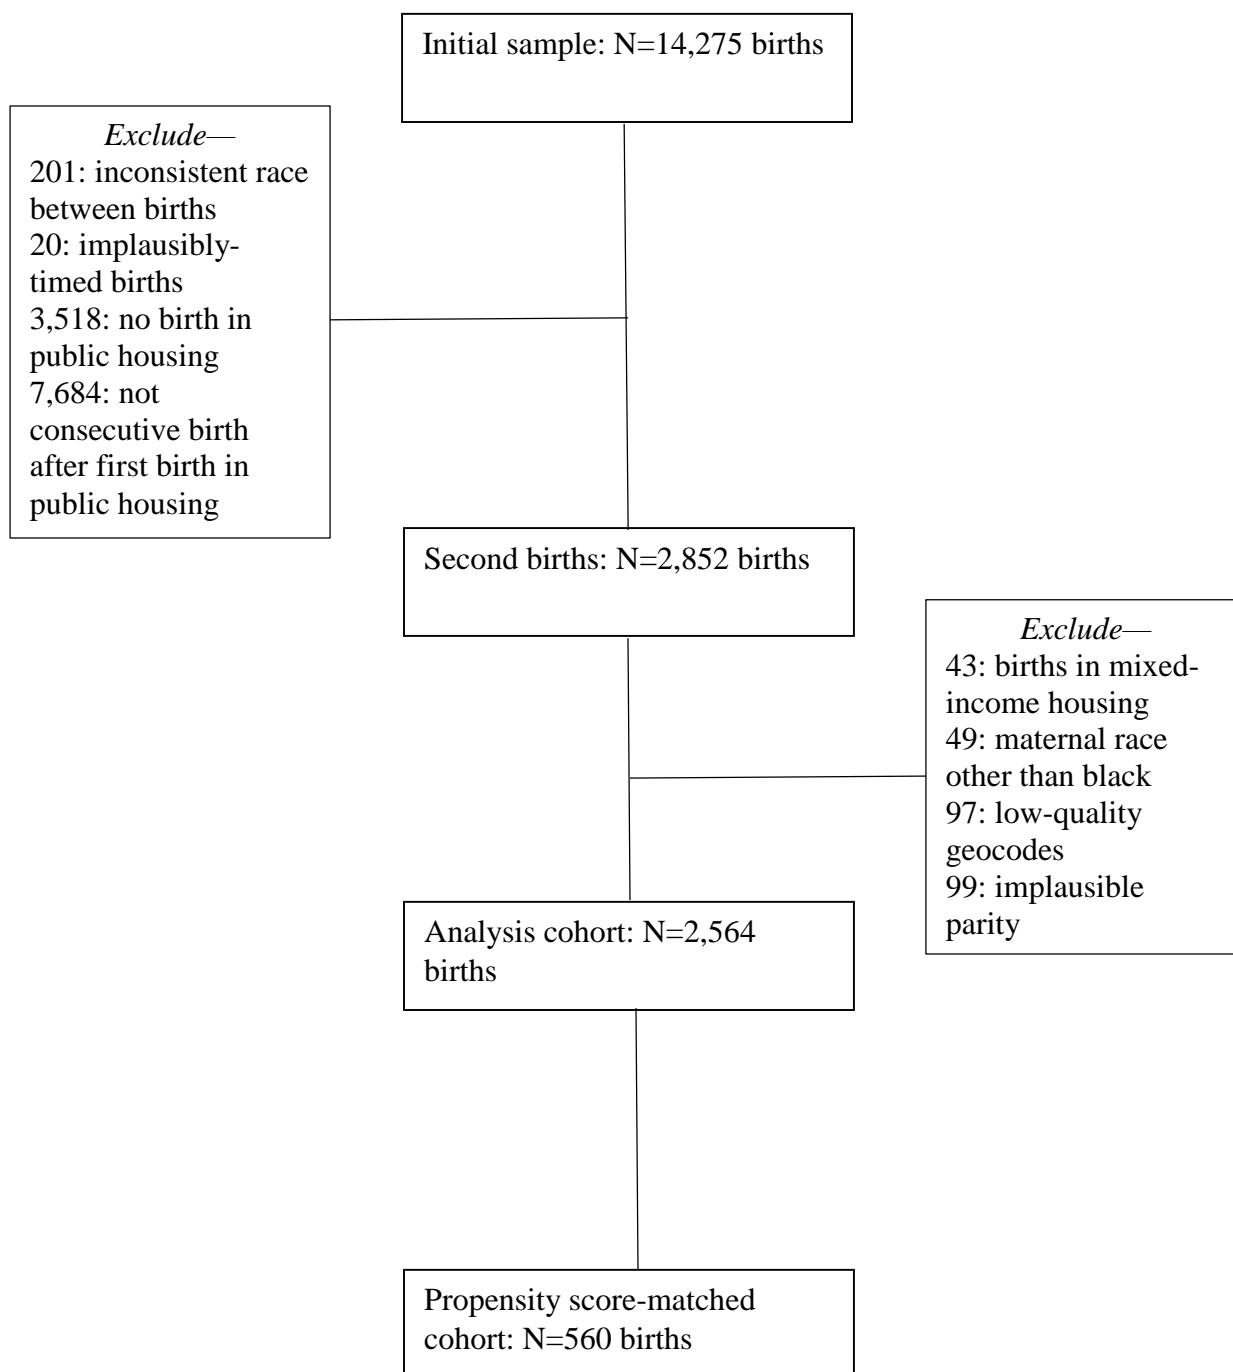 Initial sample: N=14,275 births
Exclude—
201: inconsistent race
between births
20: implausibly-
timed births
3,518: no birth in
public housing
7,684: not
consecutive birth
after first birth in
public housing
Second births: N=2,852 births
Exclude—
43: births in mixed-
income housing
49: maternal race
other than black
97: low-quality
geocodes
99: implausible
parity
Analysis cohort: N=2,564
births
Propensity score-matched
cohort: N=560 births